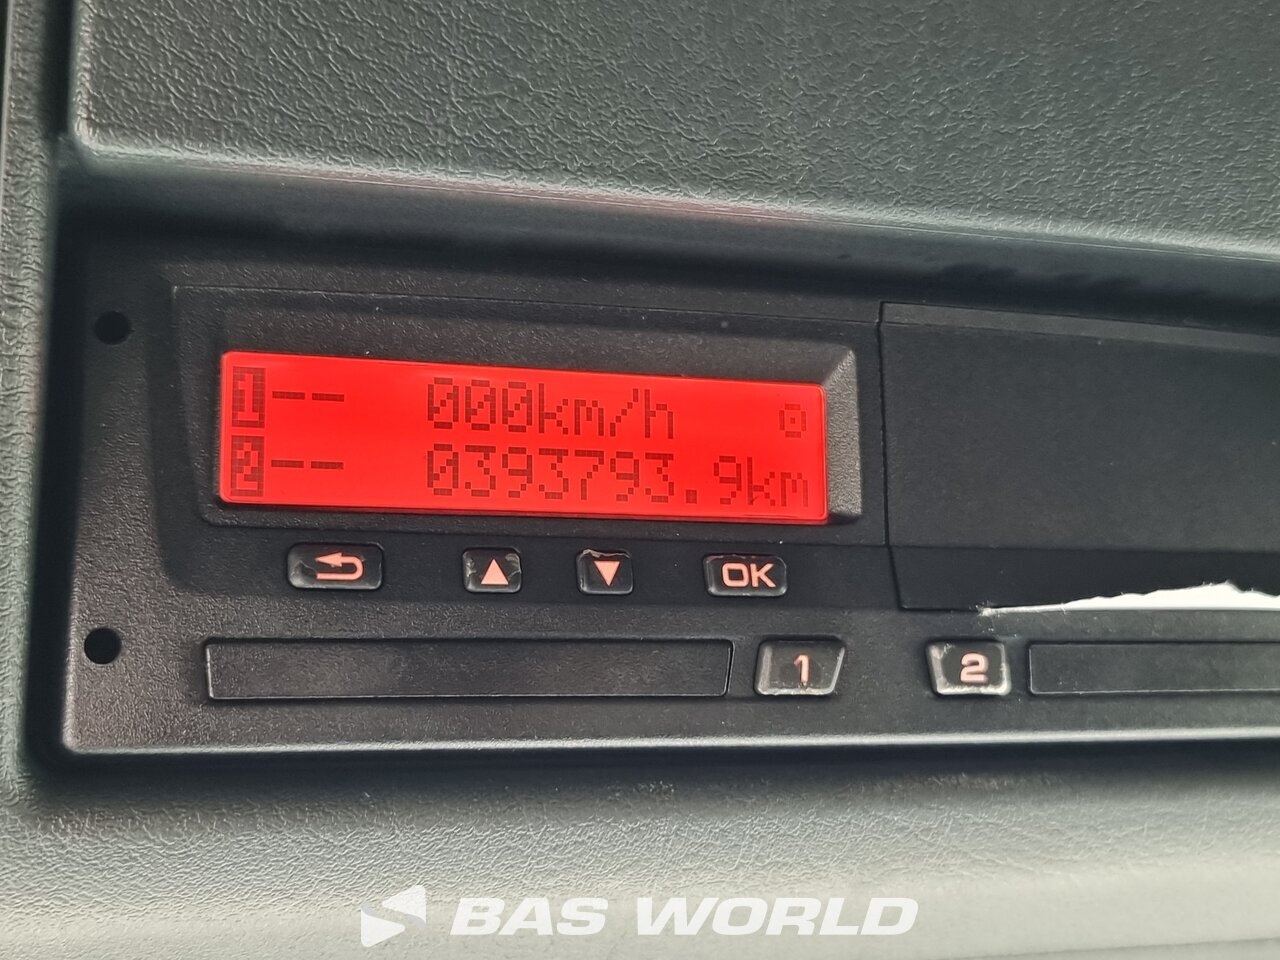 1-- 000km/h
2-- 0393793.9km
OK
1 2
BAS WORLD